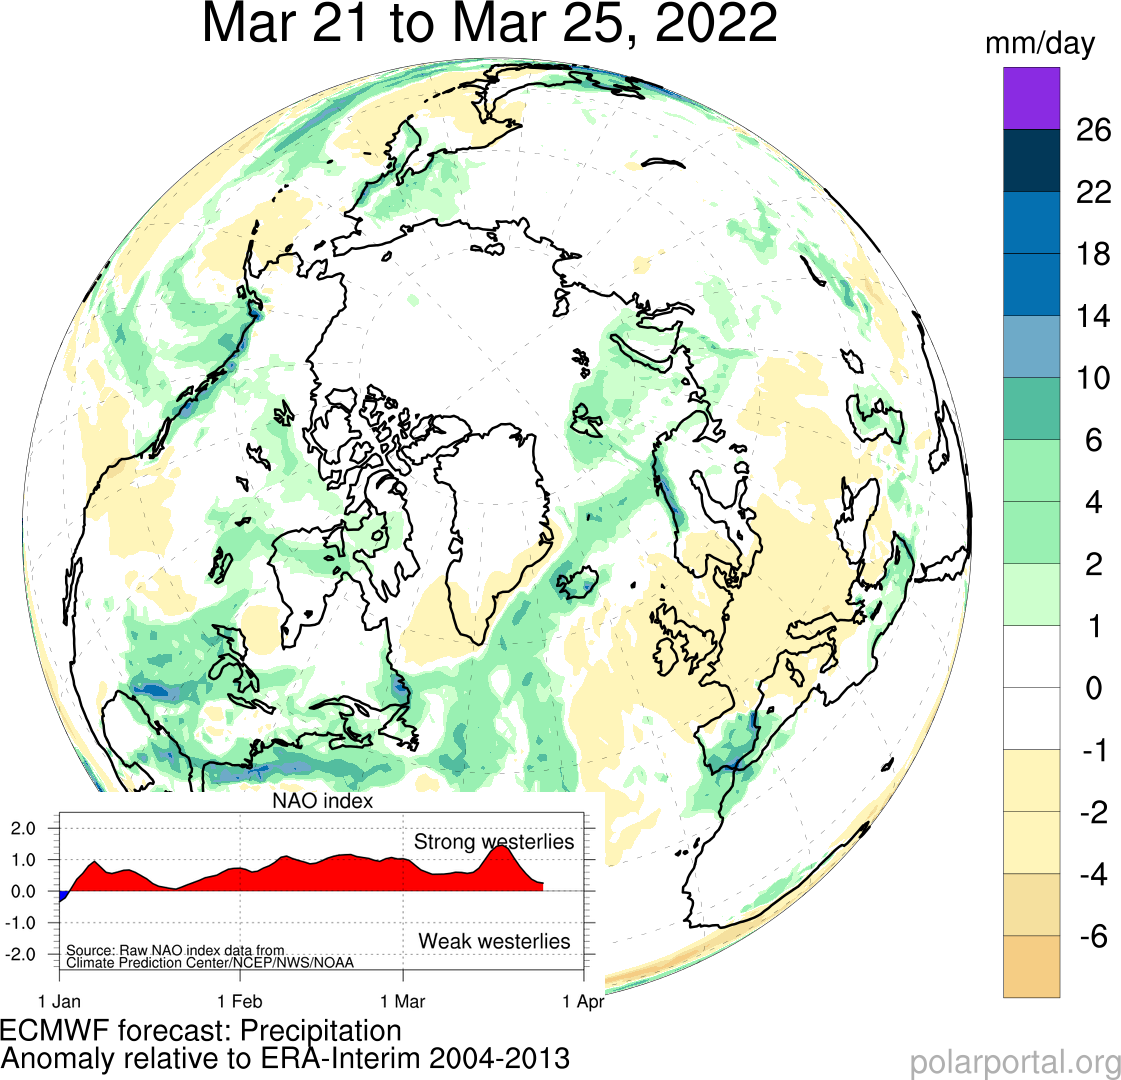 Mar 21 to Mar 25, 2022
mm/day
26
22
18
14
10
6
4
2
1
0
-1
-2
-4
-6
NAO index
2.0
1.0
0.0
-1.0
-2.0
Strong westerlies
Weak westerlies
Source: Raw NAO index data from
Climate Prediction Center/NCEP/NWS/NOAA
1 Jan 1 Feb 1 Mar 1 Apr
ECMWF forecast: Precipitation
Anomaly relative to ERA-Interim 2004-2013
polarportal.org